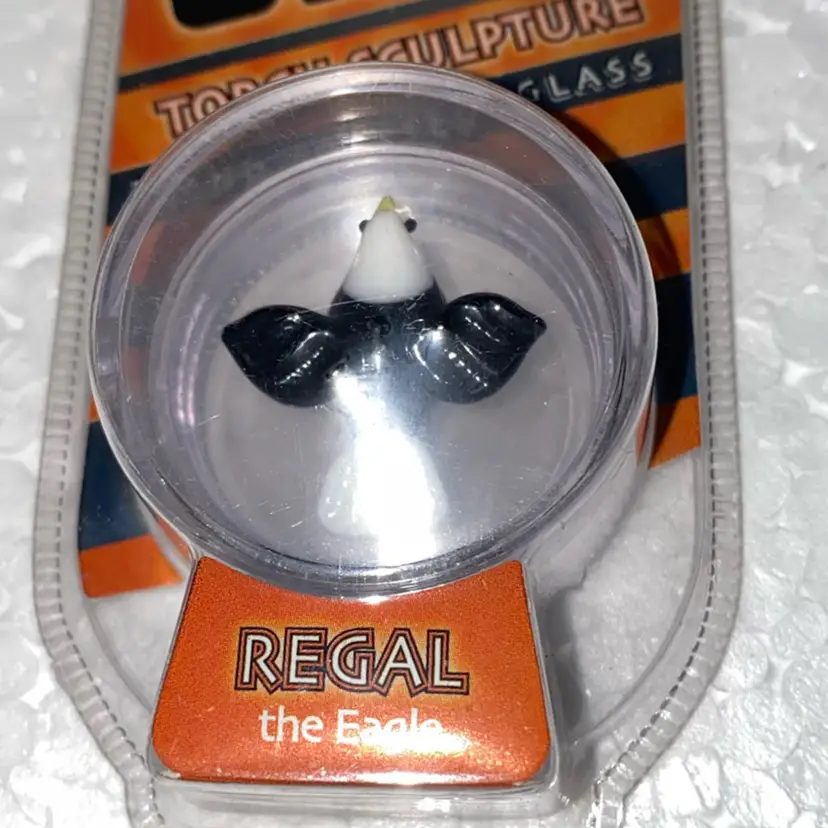 TORCH SCULPTURE
GLASS
REGAL
the Eagle